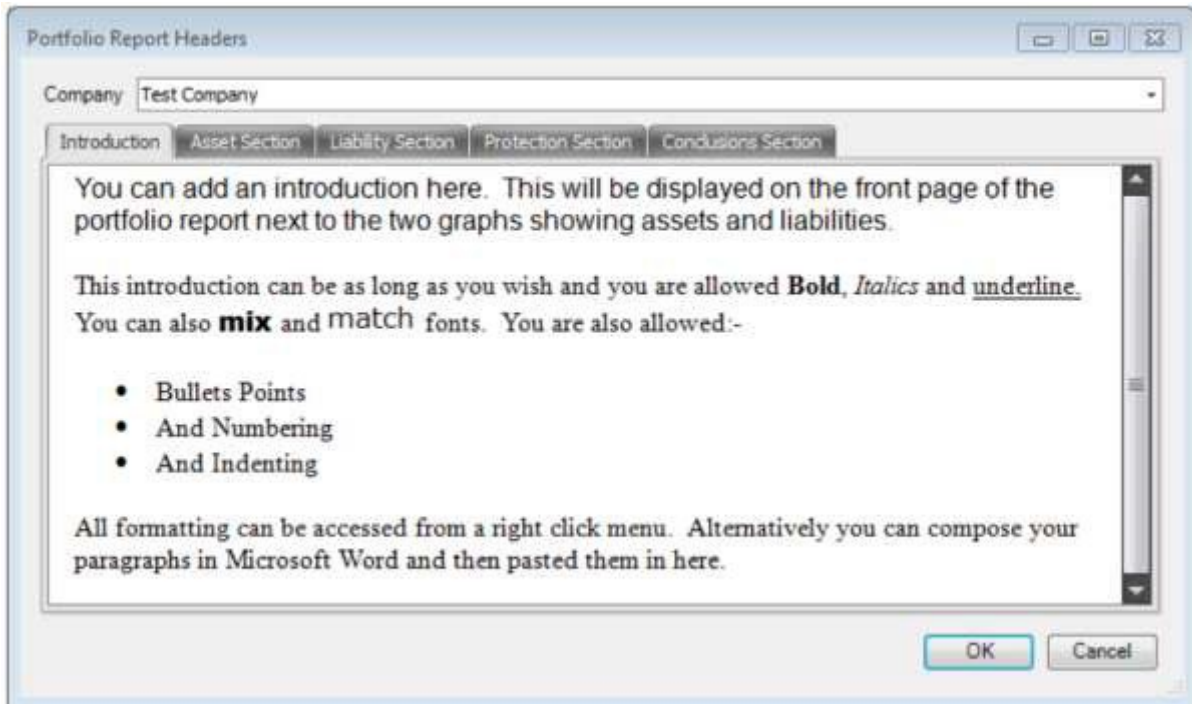 Portfolio Report Headers
Company Test Company
Introduction Asset Section Liability Section Protection Section Conclusions Section
You can add an introduction here. This will be displayed on the front page of the
portfolio report next to the two graphs showing assets and liabilities.
This introduction can be as long as you wish and you are allowed Bold, Italics and underline.
You can also mix and match fonts. You are also allowed:-
• Bullets Points
• And Numbering
• And Indenting
All formatting can be accessed from a right click menu. Alternatively you can compose your
paragraphs in Microsoft Word and then pasted them in here.
OK Cancel